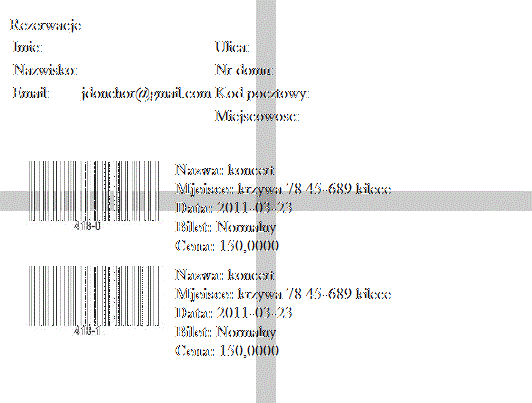 Rezerwacje
Imie: Ulica:
Nazwisko: Nr domu:
Email: jdonchor@gmail.com Kod pocztowy:
Miejscowosc:
Nazwa: koncert
Mjeisce: krzywa 78 45-689 kilece
Data: 2011-03-23
Bilet: Normalny
Cena: 150,0000
418-0
Nazwa: koncert
Mjeisce: krzywa 78 45-689 kilece
Data: 2011-03-23
Bilet: Normalny
Cena: 150,0000
418-1